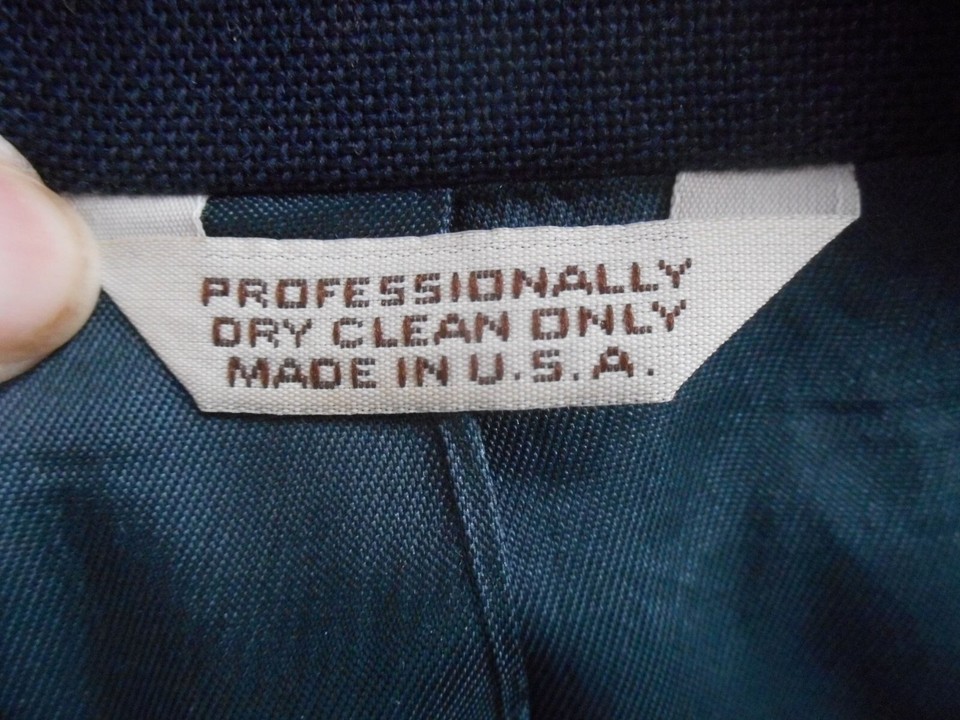 PROFESSIONALLY
DRY CLEAN ONLY
MADE IN U.S.A.